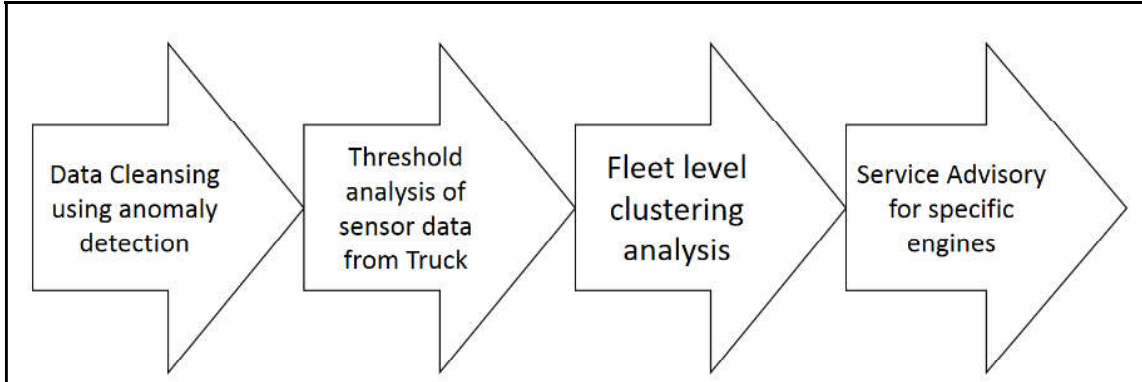 Data Cleansing
using anomaly
detection
Threshold
analysis of
sensor data
from Truck
Fleet level
clustering
analysis
Service Advisory
for specific
engines